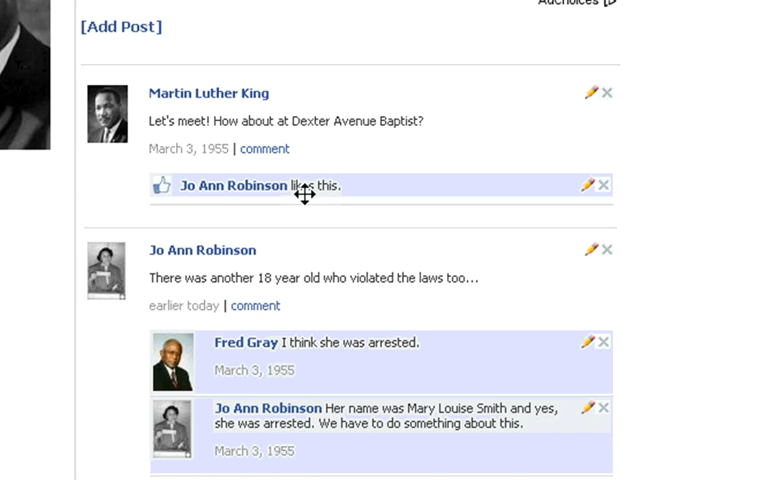 AdChoices
[Add Post]
Martin Luther King
Let's meet! How about at Dexter Avenue Baptist?
March 3, 1955 | comment
Jo Ann Robinson likes this.
Jo Ann Robinson
There was another 18 year old who violated the laws too...
earlier today | comment
Fred Gray I think she was arrested.
March 3, 1955
Jo Ann Robinson Her name was Mary Louise Smith and yes,
she was arrested. We have to do something about this.
March 3, 1955